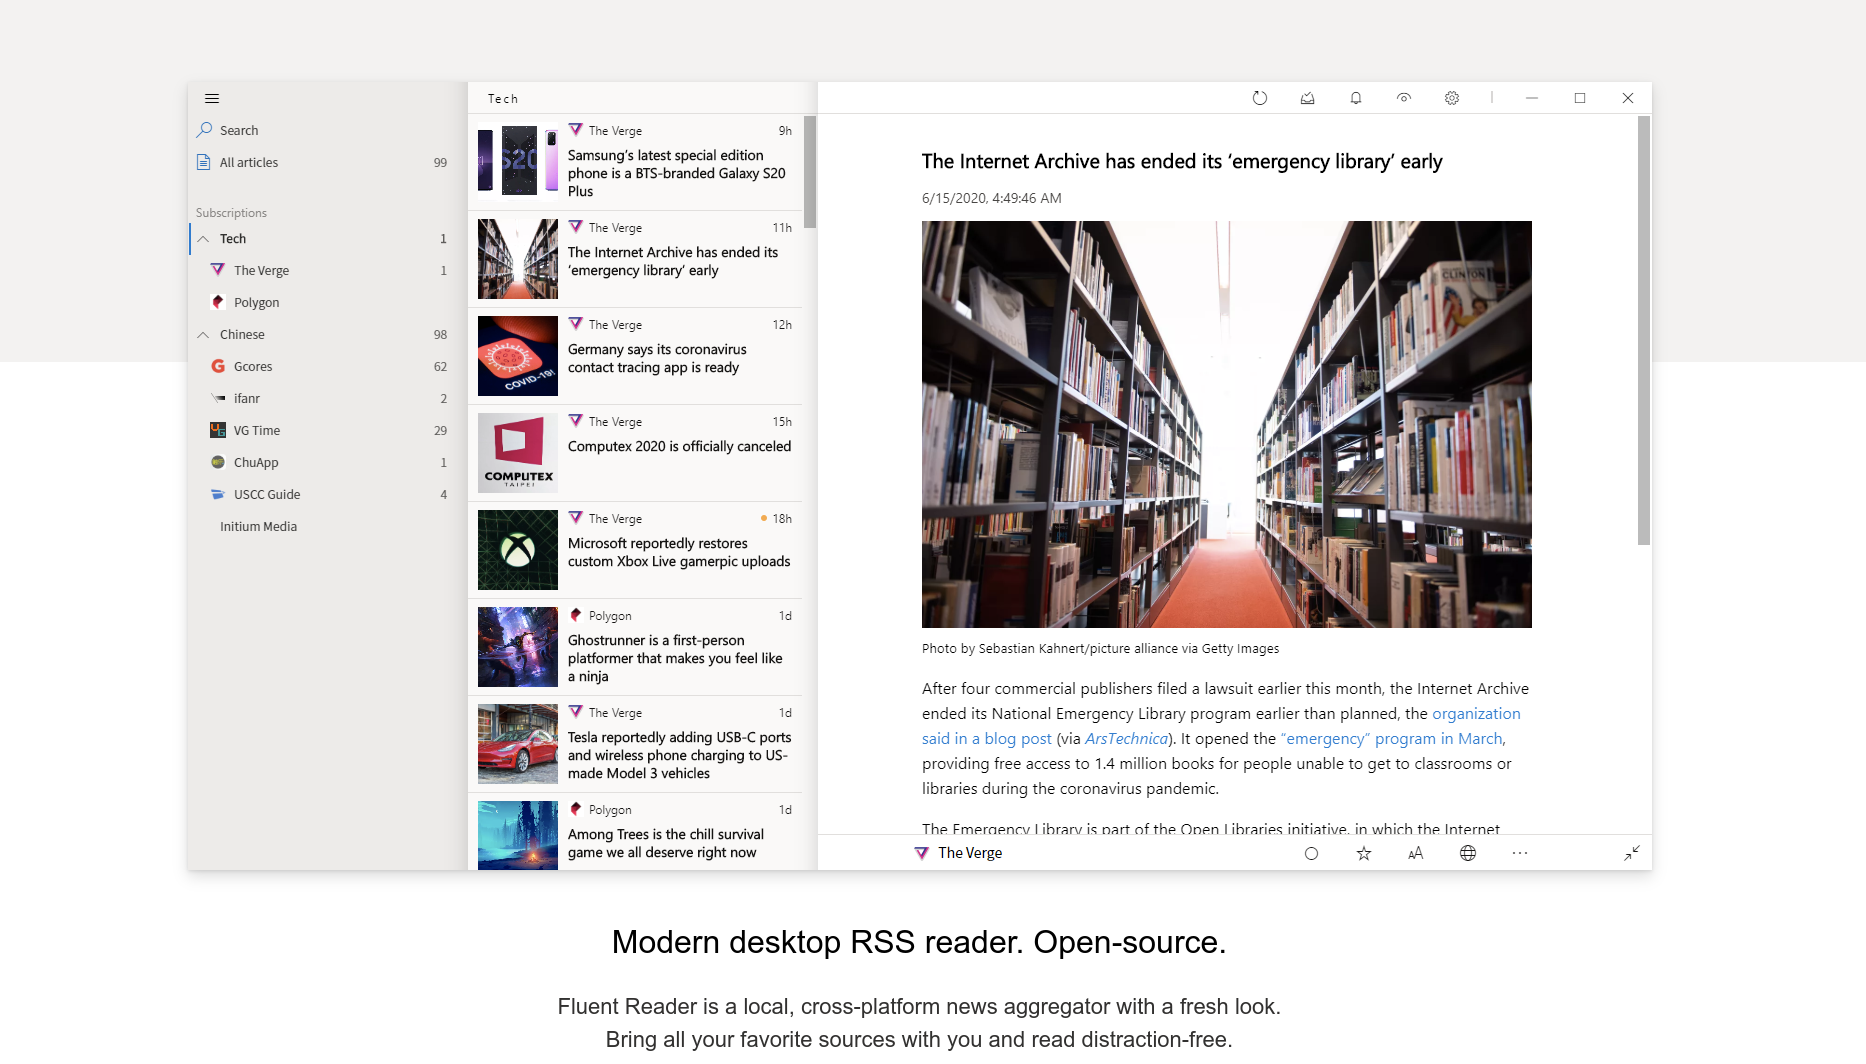 Search
All articles 99
Subscriptions
Tech 1
The Verge 1
Polygon
Chinese 98
Gcores 62
ifanr 2
VG Time 29
ChuApp 1
USCC Guide 4
Initium Media
Tech
The Verge 9h
Samsung’s latest special edition
phone is a BTS-branded Galaxy S20
Plus
S20
The Verge 11h
The Internet Archive has ended its
‘emergency library’ early
The Verge 12h
Germany says its coronavirus
contact tracing app is ready
COVID-19!
The Verge 15h
Computex 2020 is officially canceled
COMPUTEX
TAIPEI
The Verge 18h
Microsoft reportedly restores
custom Xbox Live gamerpic uploads
Polygon 1d
Ghostrunner is a first-person
platformer that makes you feel like
a ninja
The Verge 1d
Tesla reportedly adding USB-C ports
and wireless phone charging to US-
made Model 3 vehicles
Polygon 1d
Among Trees is the chill survival
game we all deserve right now
The Internet Archive has ended its ‘emergency library’ early
6/15/2020, 4:49:46 AM
CLINTON
Photo by Sebastian Kahnert/picture alliance via Getty Images
After four commercial publishers filed a lawsuit earlier this month, the Internet Archive
ended its National Emergency Library program earlier than planned, the organization
said in a blog post (via ArsTechnica). It opened the “emergency” program in March,
providing free access to 1.4 million books for people unable to get to classrooms or
libraries during the coronavirus pandemic.
The Emergency Library is part of the Open Libraries initiative, in which the Internet
The Verge
AA
Modern desktop RSS reader. Open-source.
Fluent Reader is a local, cross-platform news aggregator with a fresh look.
Bring all your favorite sources with you and read distraction-free.